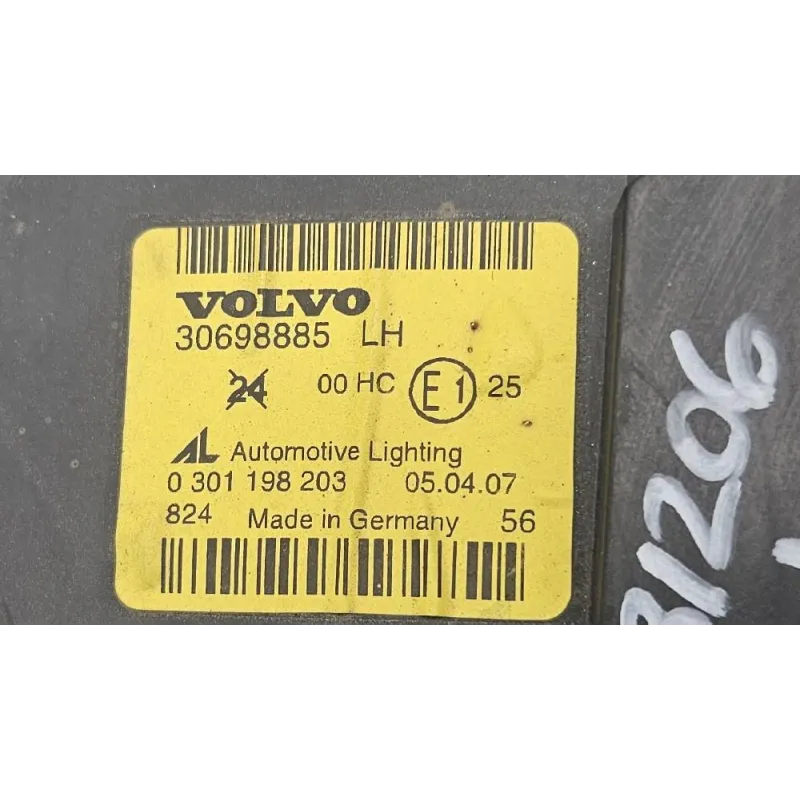 VOLVO
30698885 LH
24 00 HC E1 25
AL Automotive Lighting
0 301 198 203 05.04.07
824 Made in Germany 56
31206